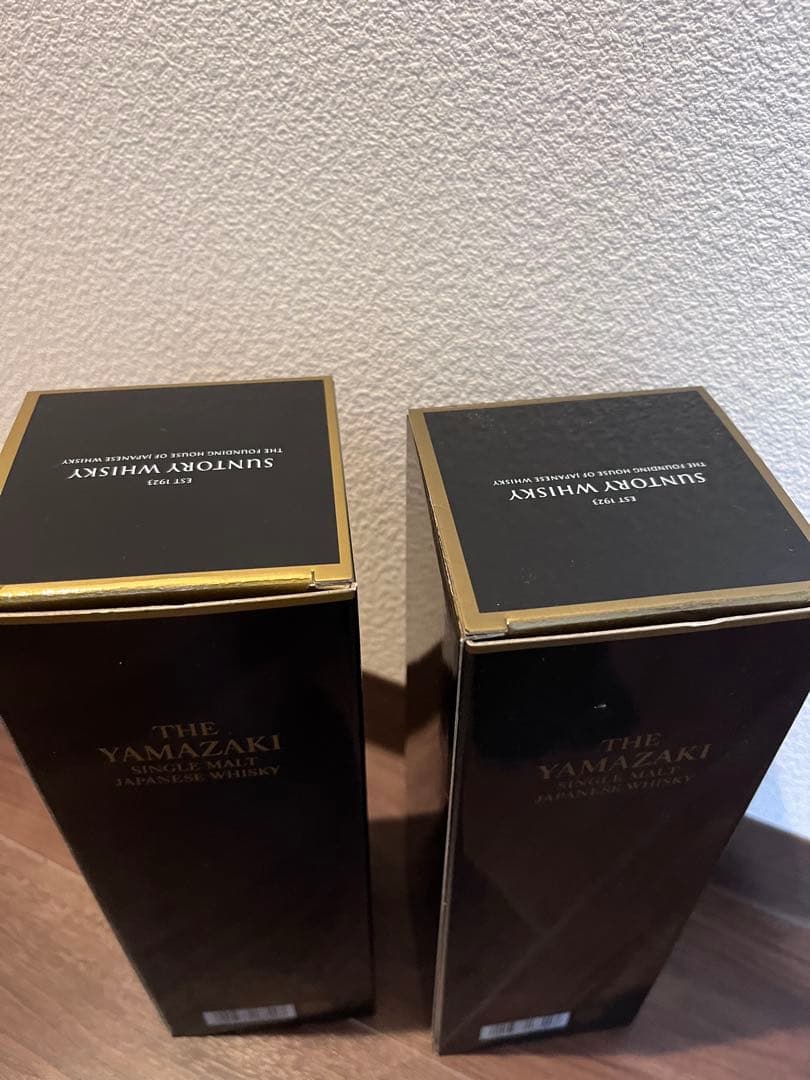 EST 1923
SUNTORY WHISKY
THE FOUNDING HOUSE OF JAPANESE WHISKY
THE
YAMAZAKI
SINGLE MALT
JAPANESE WHISKY
EST 1923
SUNTORY WHISKY
THE FOUNDING HOUSE OF JAPANESE WHISKY
THE
YAMAZAKI
SINGLE MALT
JAPANESE WHISKY